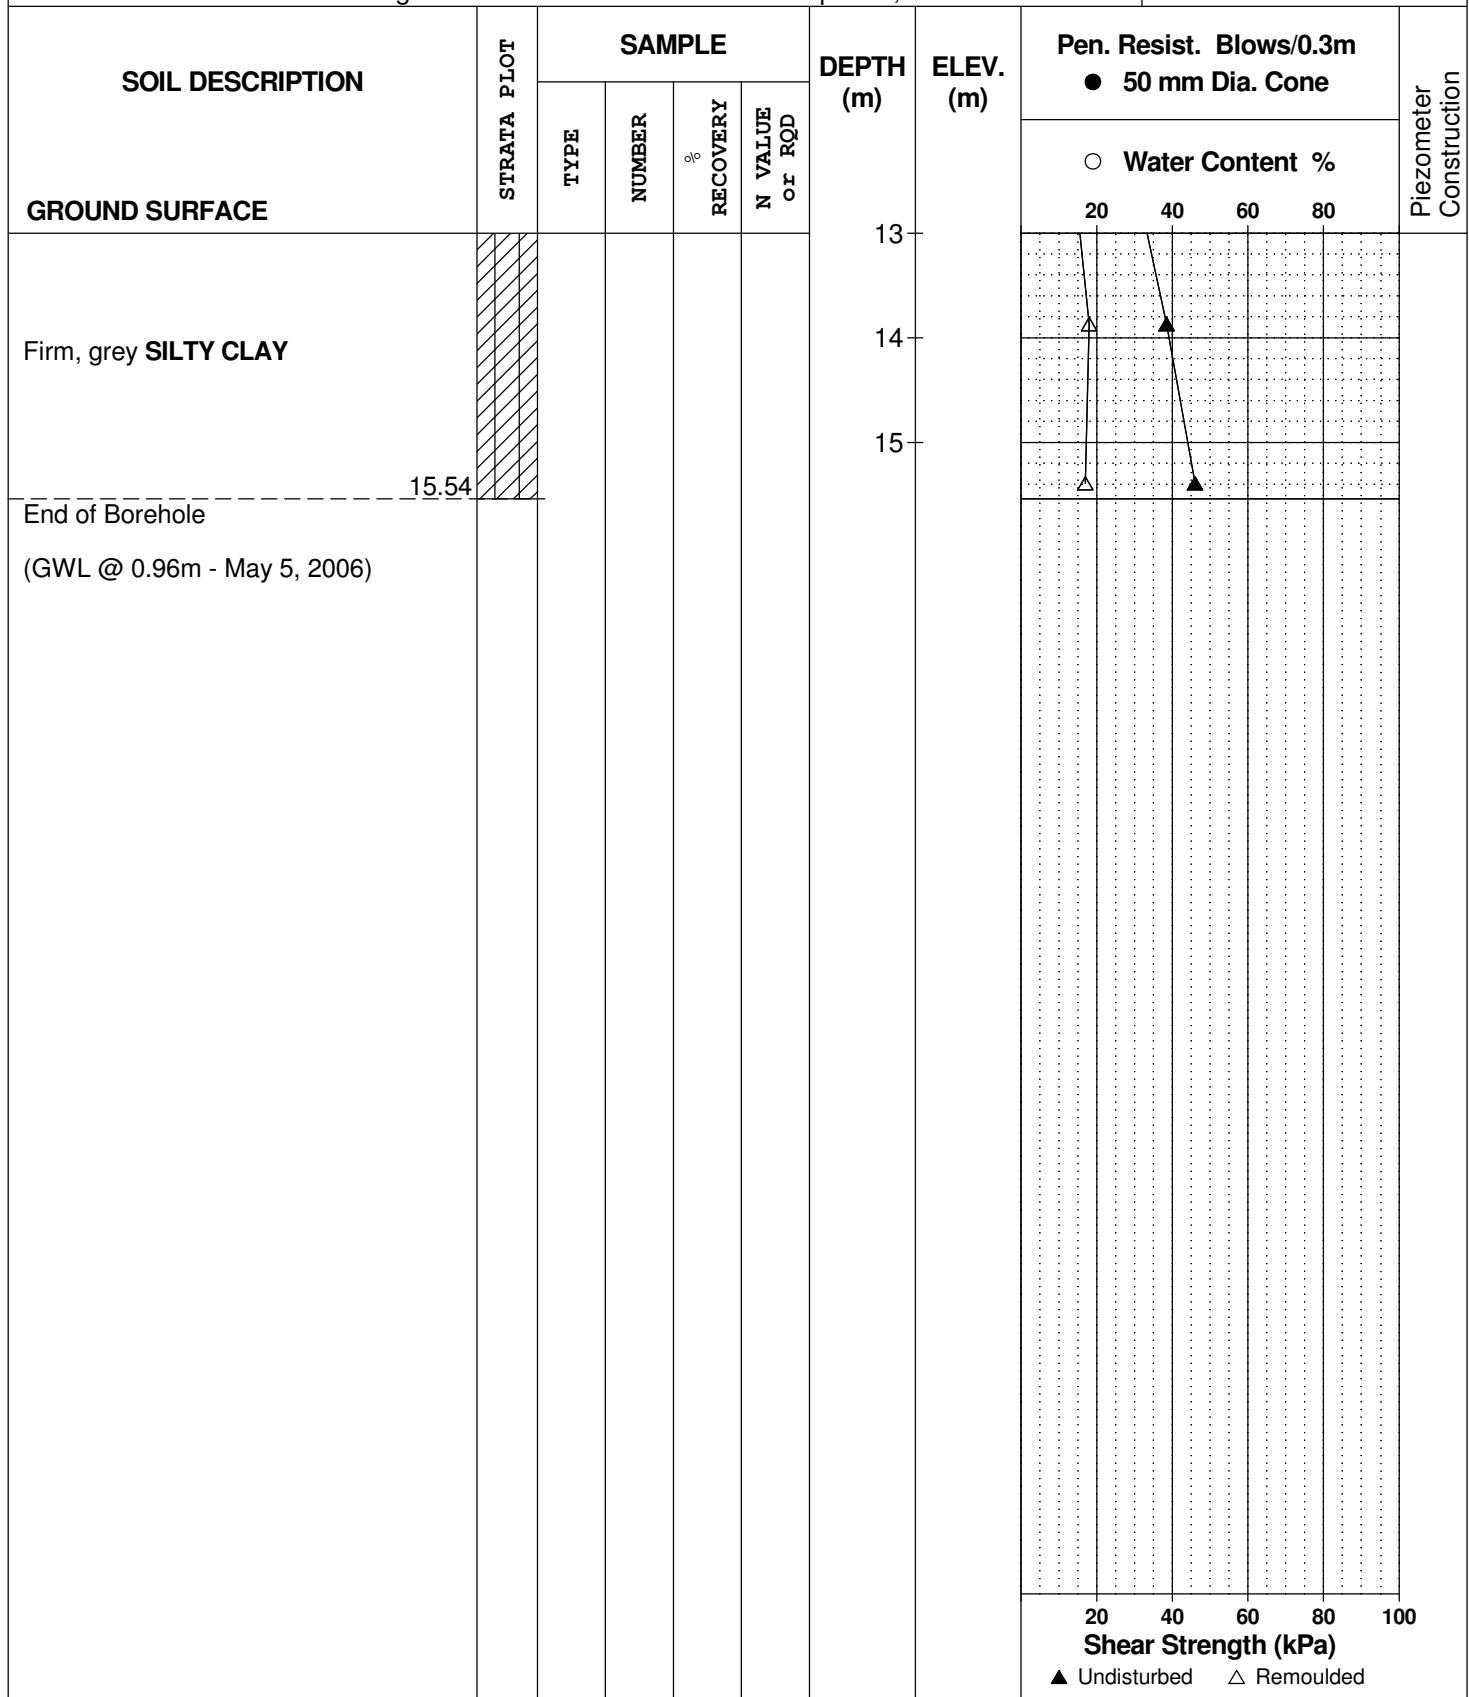 SOIL DESCRIPTION
GROUND SURFACE
STRATA PLOT
SAMPLE
TYPE
NUMBER
%
RECOVERY
N VALUE
or RQD
DEPTH
(m)
ELEV.
(m)
Pen. Resist. Blows/0.3m
● 50 mm Dia. Cone
○ Water Content %
20 40 60 80
Piezometer
Construction
13
Firm, grey SILTY CLAY
14
15
15.54
End of Borehole
(GWL @ 0.96m - May 5, 2006)
20 40 60 80 100
Shear Strength (kPa)
▲ Undisturbed △ Remoulded